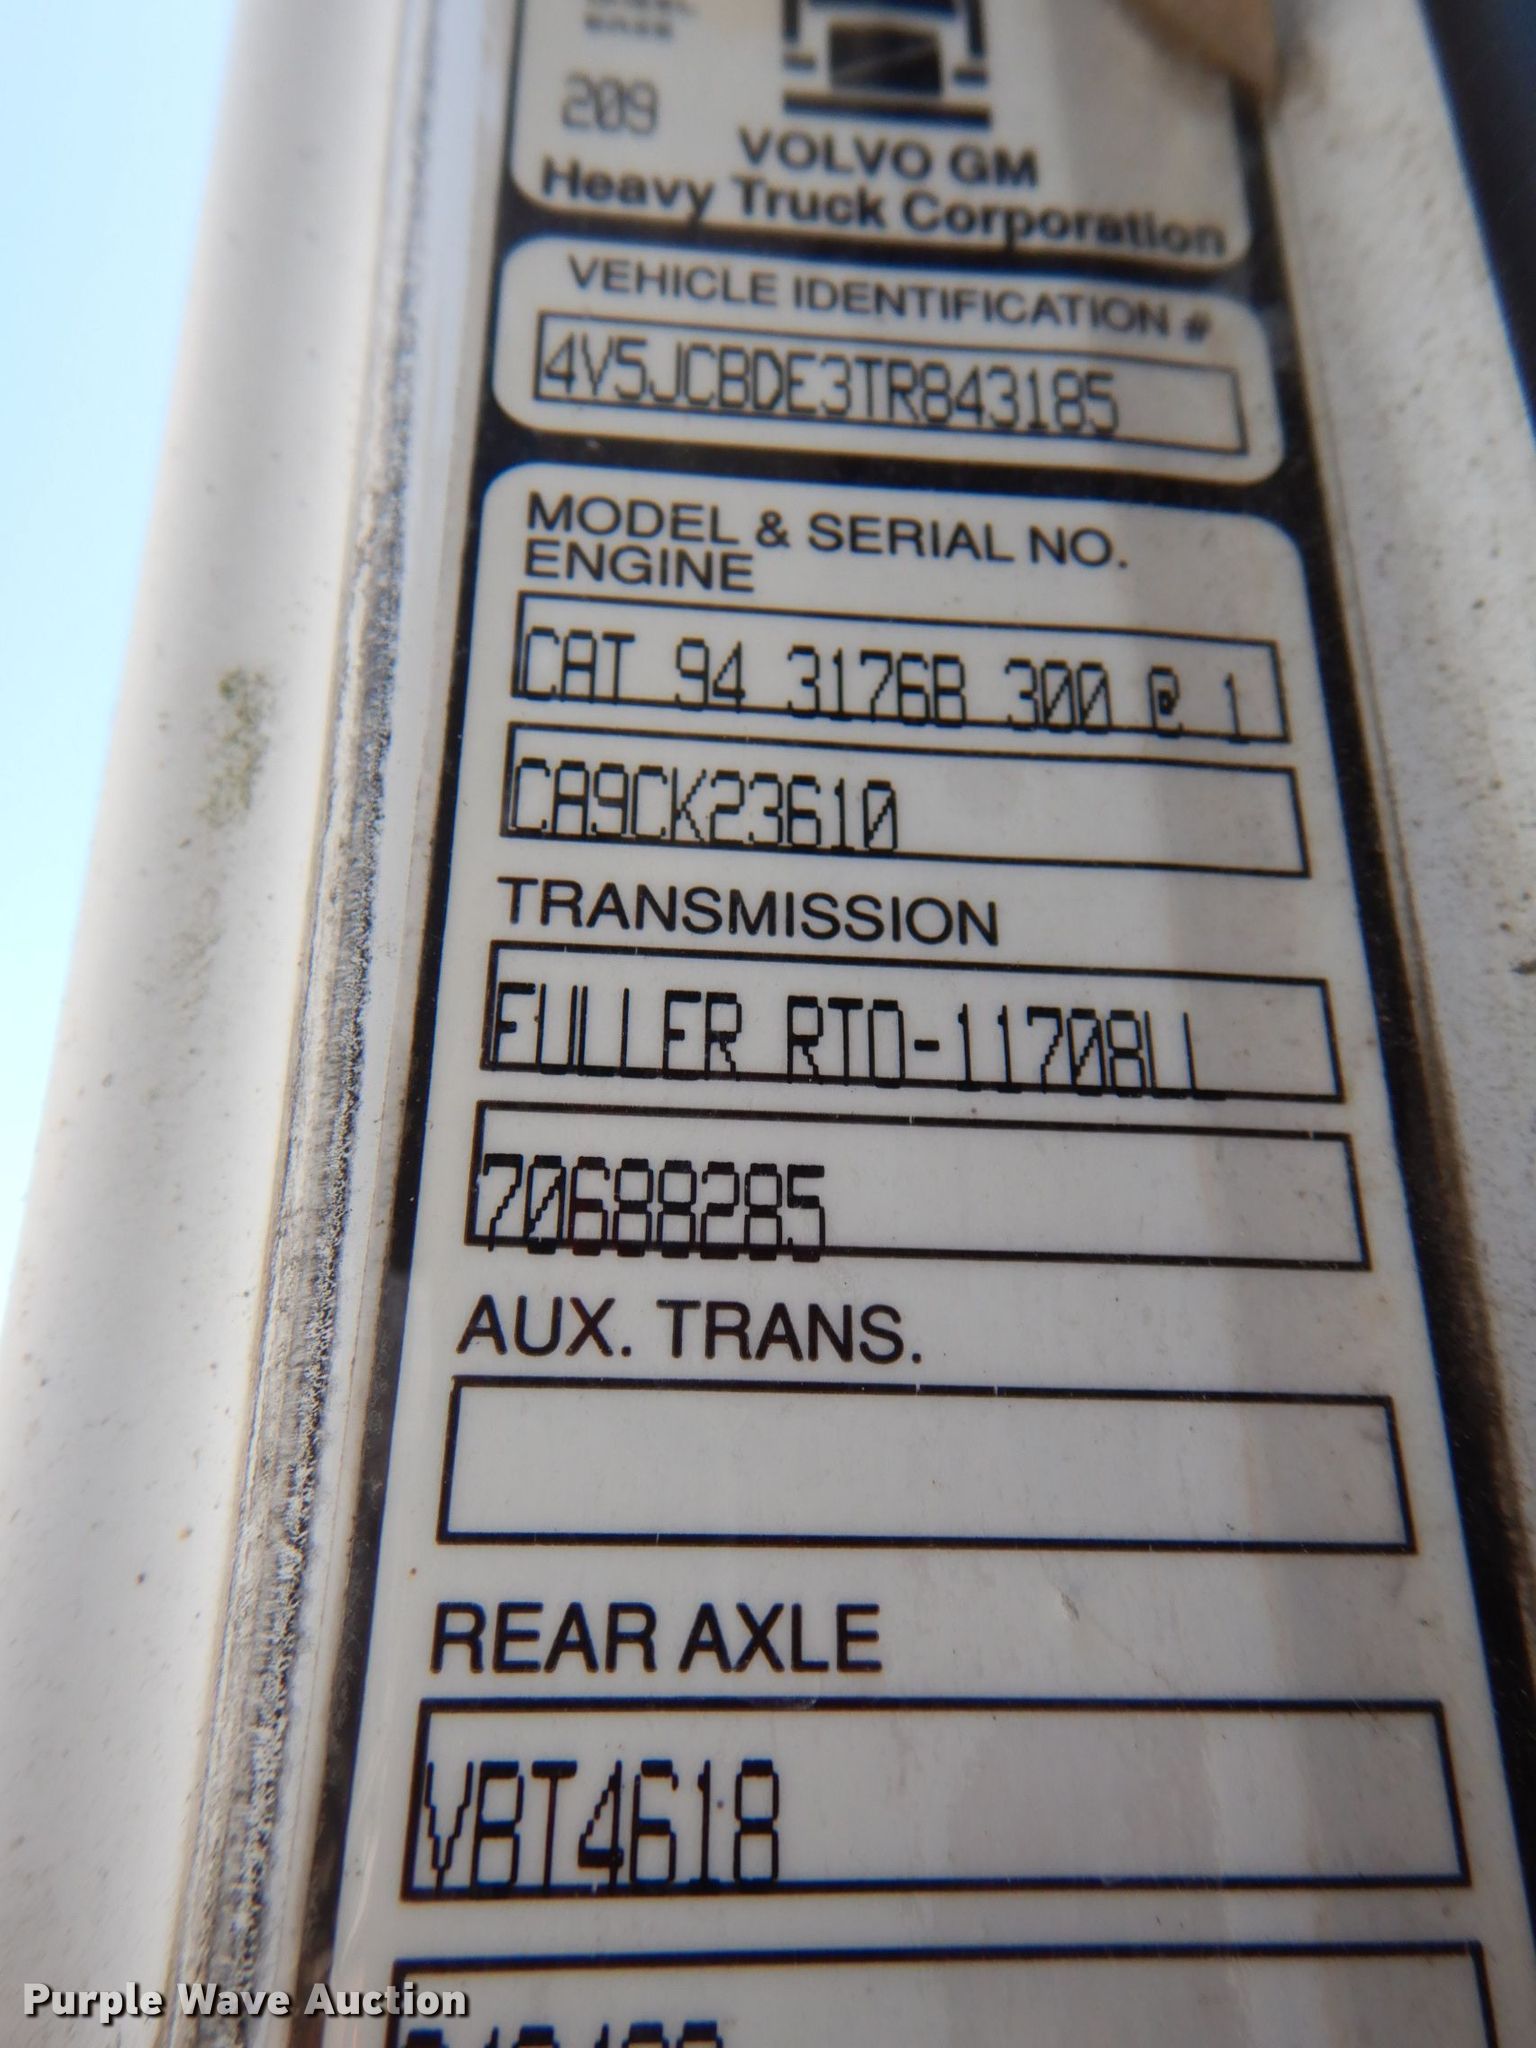 209
VOLVO GM
Heavy Truck Corporation
VEHICLE IDENTIFICATION #
4V5JCBDE3TR843185
MODEL & SERIAL NO.
ENGINE
CAT 94 3176B 300 @ 1
CA9CK23610
TRANSMISSION
FULLER RTO-11708LL
70688285
AUX. TRANS.
REAR AXLE
VBT4618
Purple Wave Auction